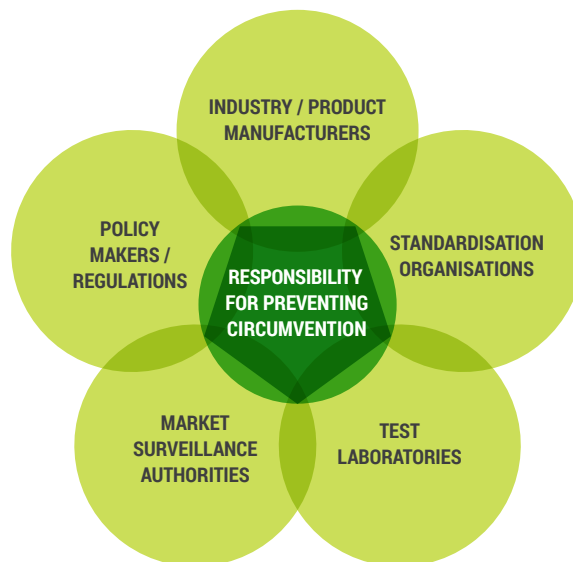 INDUSTRY / PRODUCT
MANUFACTURERS
POLICY
MAKERS /
REGULATIONS
STANDARDISATION
ORGANISATIONS
RESPONSIBILITY
FOR PREVENTING
CIRCUMVENTION
MARKET
SURVEILLANCE
AUTHORITIES
TEST
LABORATORIES